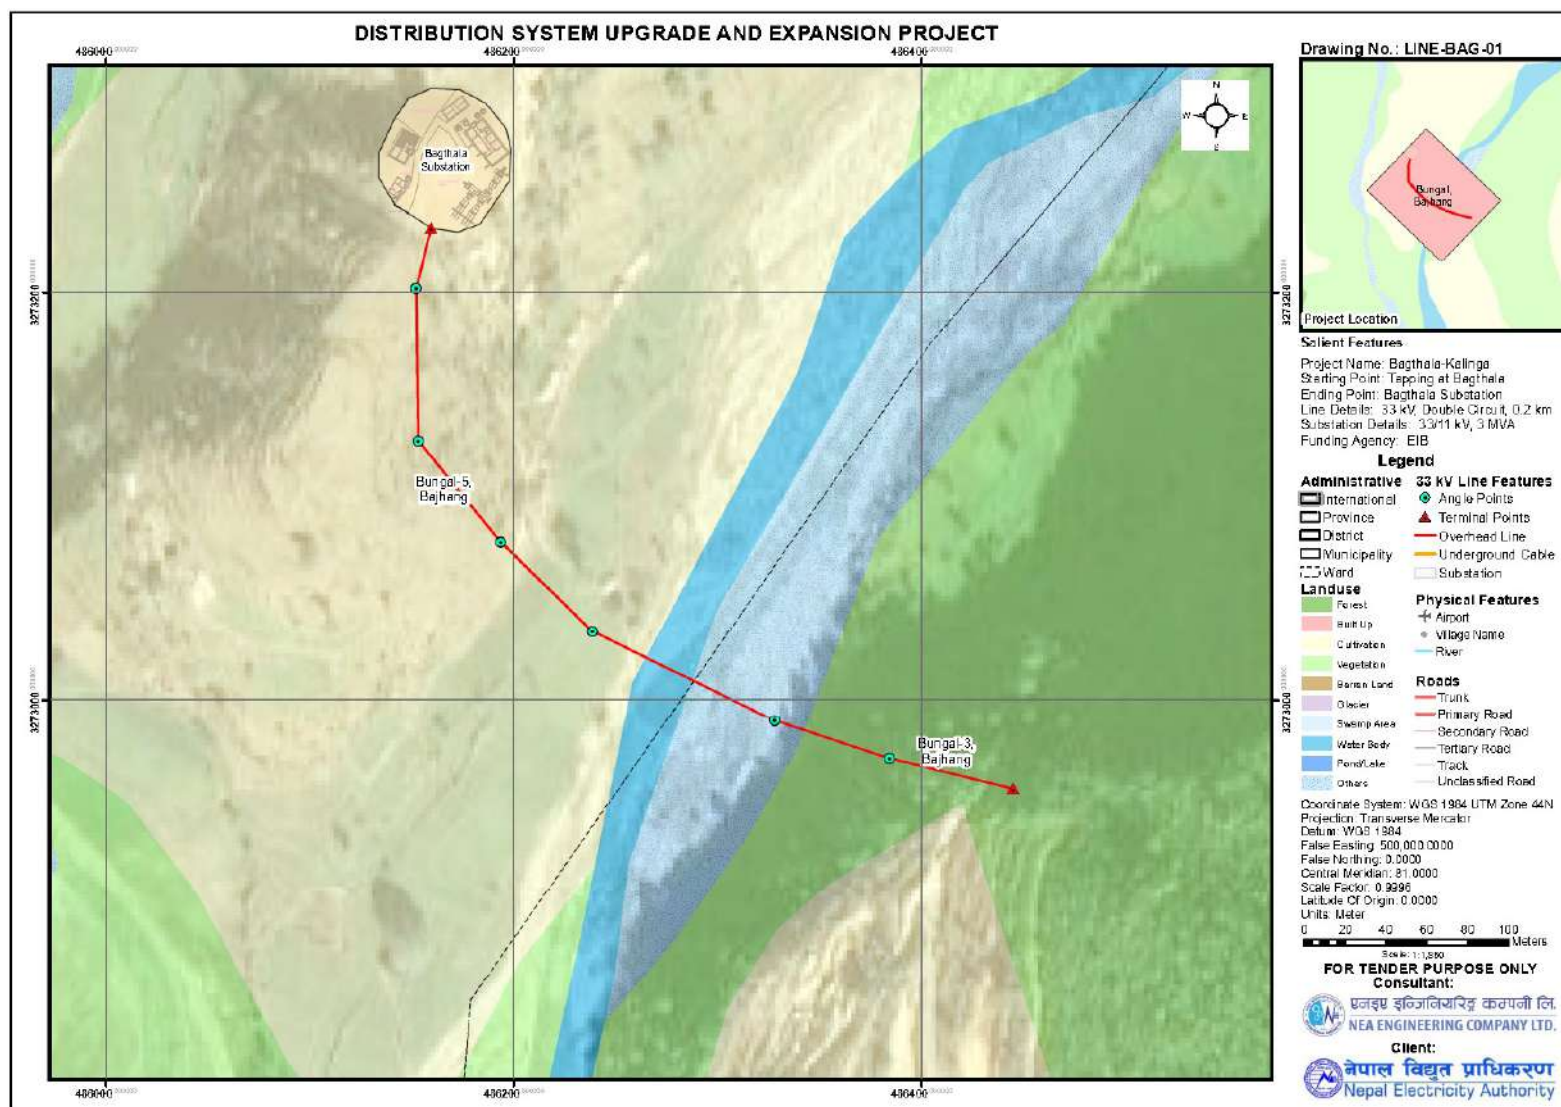 DISTRIBUTION SYSTEM UPGRADE AND EXPANSION PROJECT
486000
486200
486400
3273200
3273200
3273000
3273000
486000
486200
486400
Bagthala
Substation
Bungal-5,
Bajhang
Bungal-3,
Bajhang
N
W
E
S
Drawing No.: LINE-BAG-01
Bungal,
Bajhang
Project Location
Salient Features
Project Name: Bagthala-Kalinga
Starting Point: Tapping at Bagthala
Ending Point: Bagthala Substation
Line Details: 33 kV, Double Circuit, 0.2 km
Substation Details: 33/11 kV, 3 MVA
Funding Agency: EIB
Legend
Administrative
International
Province
District
Municipality
Ward
Landuse
Forest
Built Up
Cultivation
Vegetation
Barran Land
Glacier
Swamp Area
Water Body
Pond/Lake
Others
33 kV Line Features
Angle Points
Terminal Points
Overhead Line
Underground Cable
Substation
Physical Features
Airport
Village Name
River
Roads
Trunk
Primary Road
Secondary Road
Tertiary Road
Track
Unclassified Road
Coordinate System: WGS 1984 UTM Zone 44N
Projection: Transverse Mercator
Datum: WGS 1984
False Easting: 500,000.0000
False Northing: 0.0000
Central Meridian: 81.0000
Scale Factor: 0.9996
Latitude Of Origin: 0.0000
Units: Meter
0 20 40 60 80 100
Meters
FOR TENDER PURPOSE ONLY
Consultant:
एनइए इन्जिनियरिङ्ग कम्पनी लि.
NEA ENGINEERING COMPANY LTD.
Client:
नेपाल विद्युत प्राधिकरण
Nepal Electricity Authority